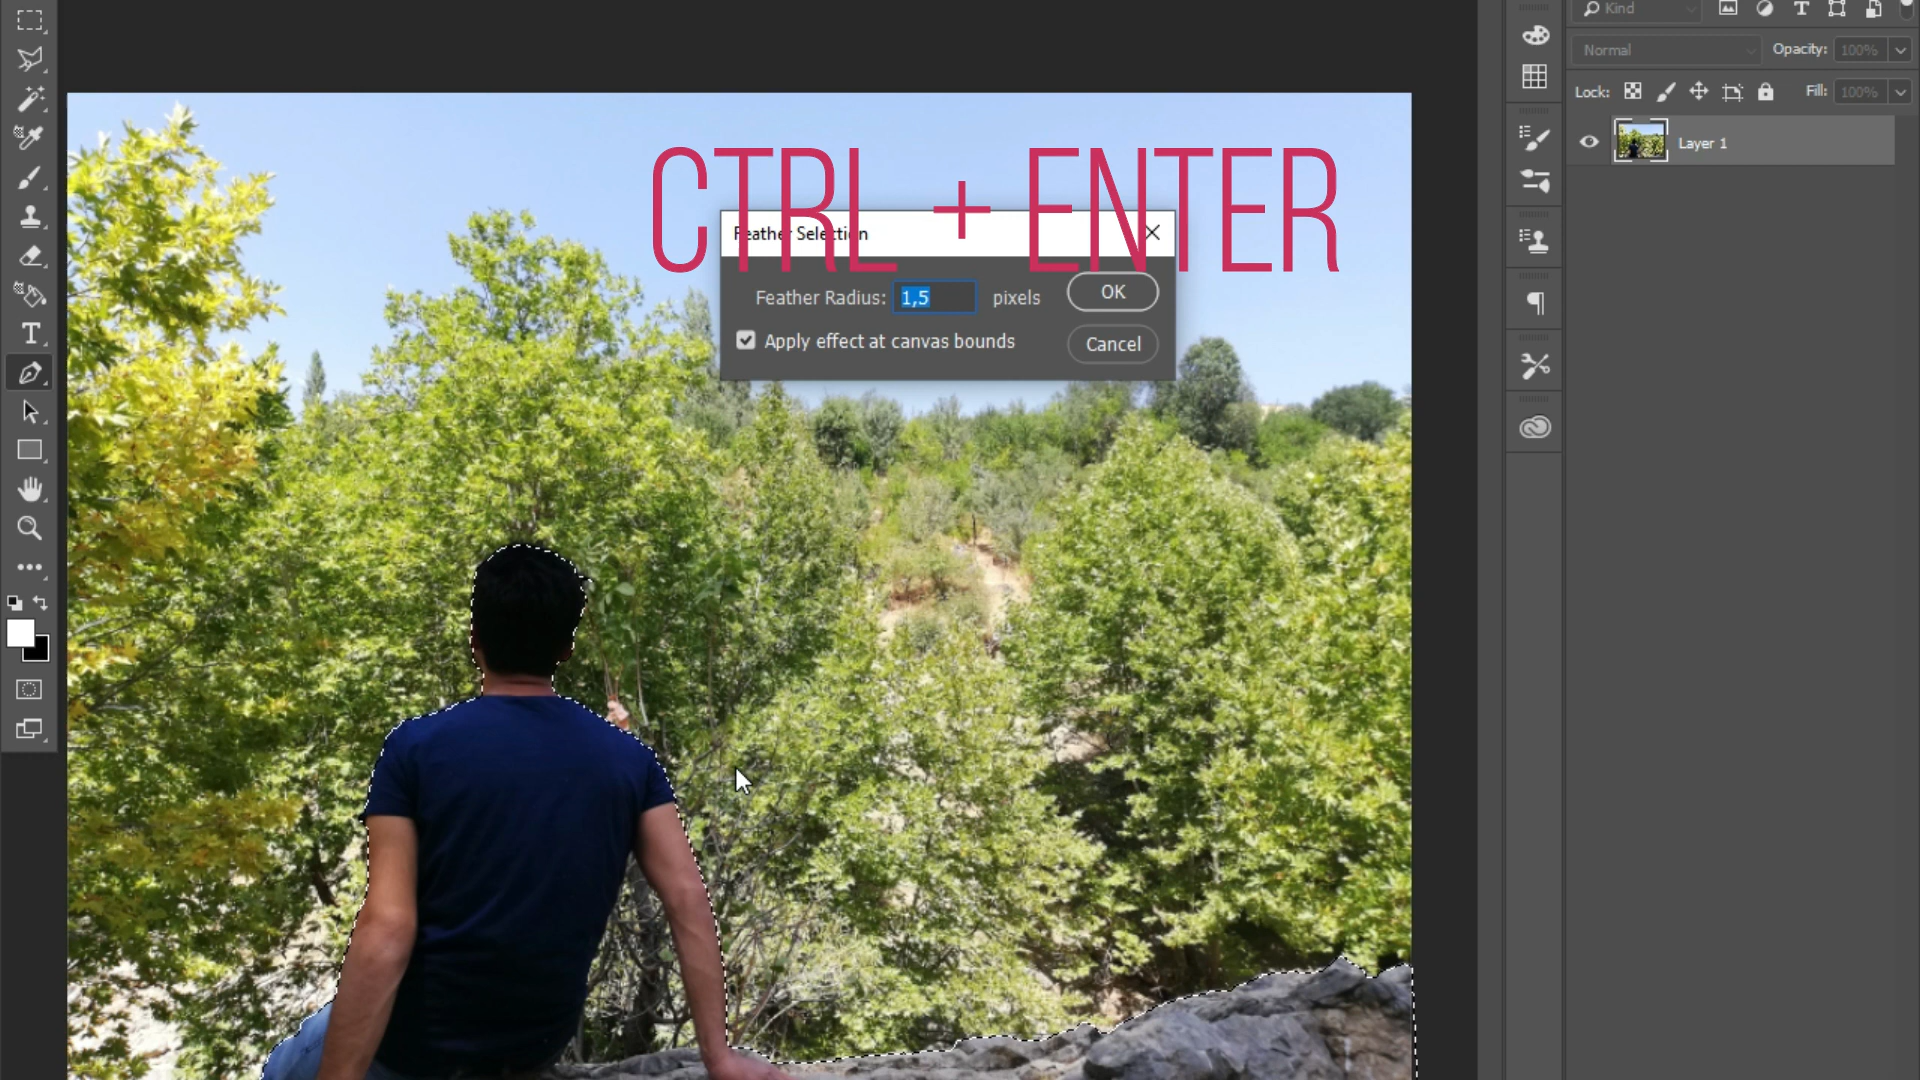 Kind
Normal
Opacity: 100%
Lock:
Fill: 100%
Layer 1
CTRL + ENTER
Feather Selection
Feather Radius: 1,5 pixels
OK
Apply effect at canvas bounds
Cancel